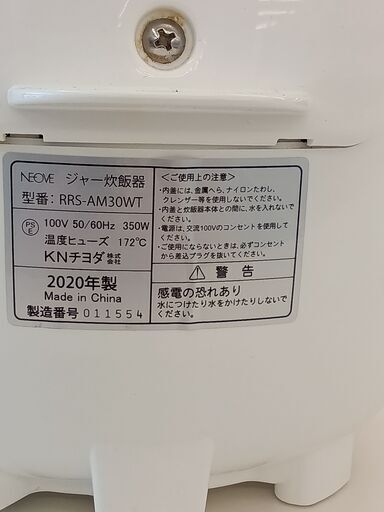 NEOVE ジャー炊飯器
型番: RRS-AM30WT
PS E 100V 50/60Hz 350W
温度ヒューズ 172℃
KNチヨダ 株式会社
2020年製
Made in China
製造番号 011554
<ご使用上の注意>
・内蓋には、金属へら、ナイロンたわし、
クレンザー等を使用しないでください。
・内蓋と炊飯器本体との間に、水を入れない
でください。
・電源は、交流100Vのコンセントを使用して
ください。
・ご使用にならないときは、必ずコンセント
から差込プラグを抜いてください。
警告
感電の恐れあり
水につけたり水をかけたりしないで
ください。